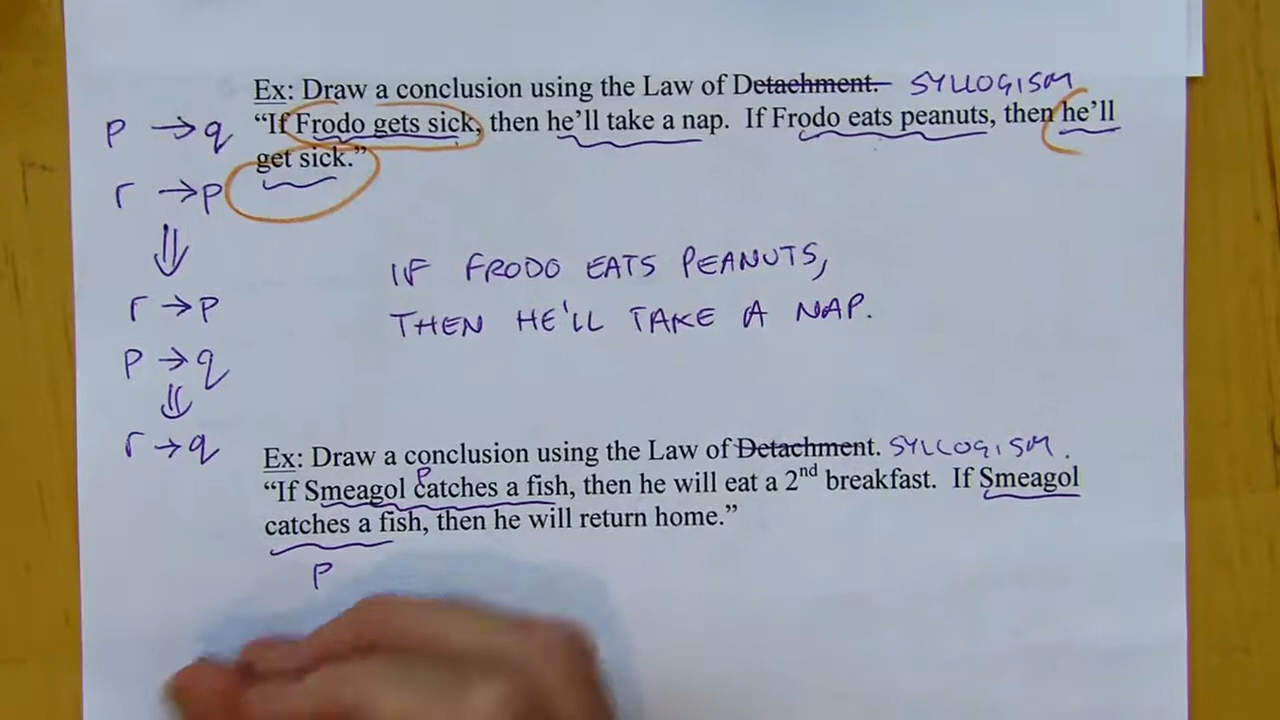 Ex: Draw a conclusion using the Law of Detachment. SYLLOGISM
p → q
"If Frodo gets sick, then he'll take a nap. If Frodo eats peanuts, then he'll
get sick."
r → p
⇓
IF FRODO EATS PEANUTS,
r → p
THEN HE'LL TAKE A NAP.
p → q
⇓
r → q
Ex: Draw a conclusion using the Law of Detachment. SYLLOGISM.
p
"If Smeagol catches a fish, then he will eat a 2nd breakfast. If Smeagol
catches a fish, then he will return home."
p